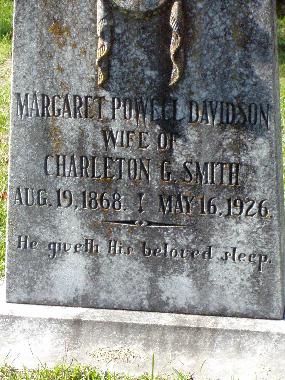 MARGARET POWELL DAVIDSON
WIFE OF
CHARLETON G. SMITH
AUG. 19, 1868. MAY 16, 1926.
He giveth His beloved sleep.